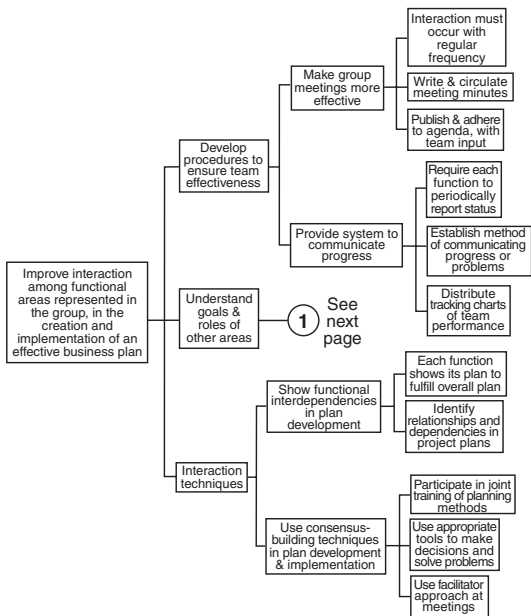 Improve interaction
among functional
areas represented in
the group, in the
creation and
implementation of an
effective business plan
Develop
procedures to
ensure team
effectiveness
Make group
meetings more
effective
Interaction must
occur with
regular
frequency
Write & circulate
meeting minutes
Publish & adhere
to agenda, with
team input
Provide system to
communicate
progress
Require each
function to
periodically
report status
Establish method
of communicating
progress or
problems
Distribute
tracking charts
of team
performance
Understand
goals &
roles of
other areas
1
See
next
page
Interaction
techniques
Show functional
interdependencies
in plan
development
Each function
shows its plan to
fulfill overall plan
Identify
relationships and
dependencies in
project plans
Use consensus-
building techniques
in plan development
& implementation
Participate in joint
training of planning
methods
Use appropriate
tools to make
decisions and
solve problems
Use facilitator
approach at
meetings